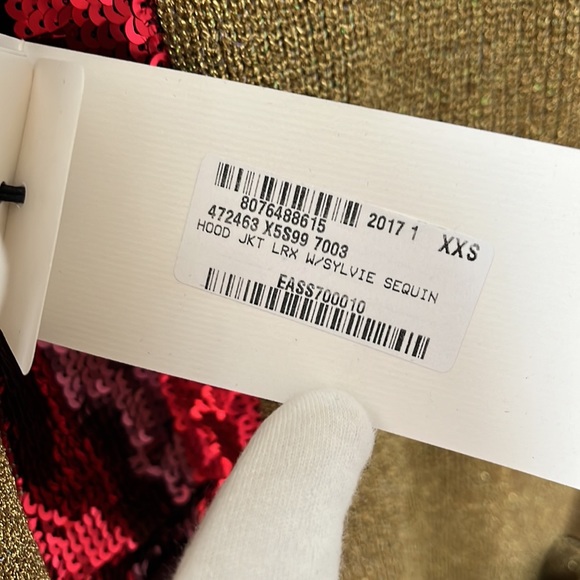 8076488615 2017 1 XXS
472463 X5S99 7003
HOOD JKT LRX W/SYLVIE SEQUIN
EASS700010